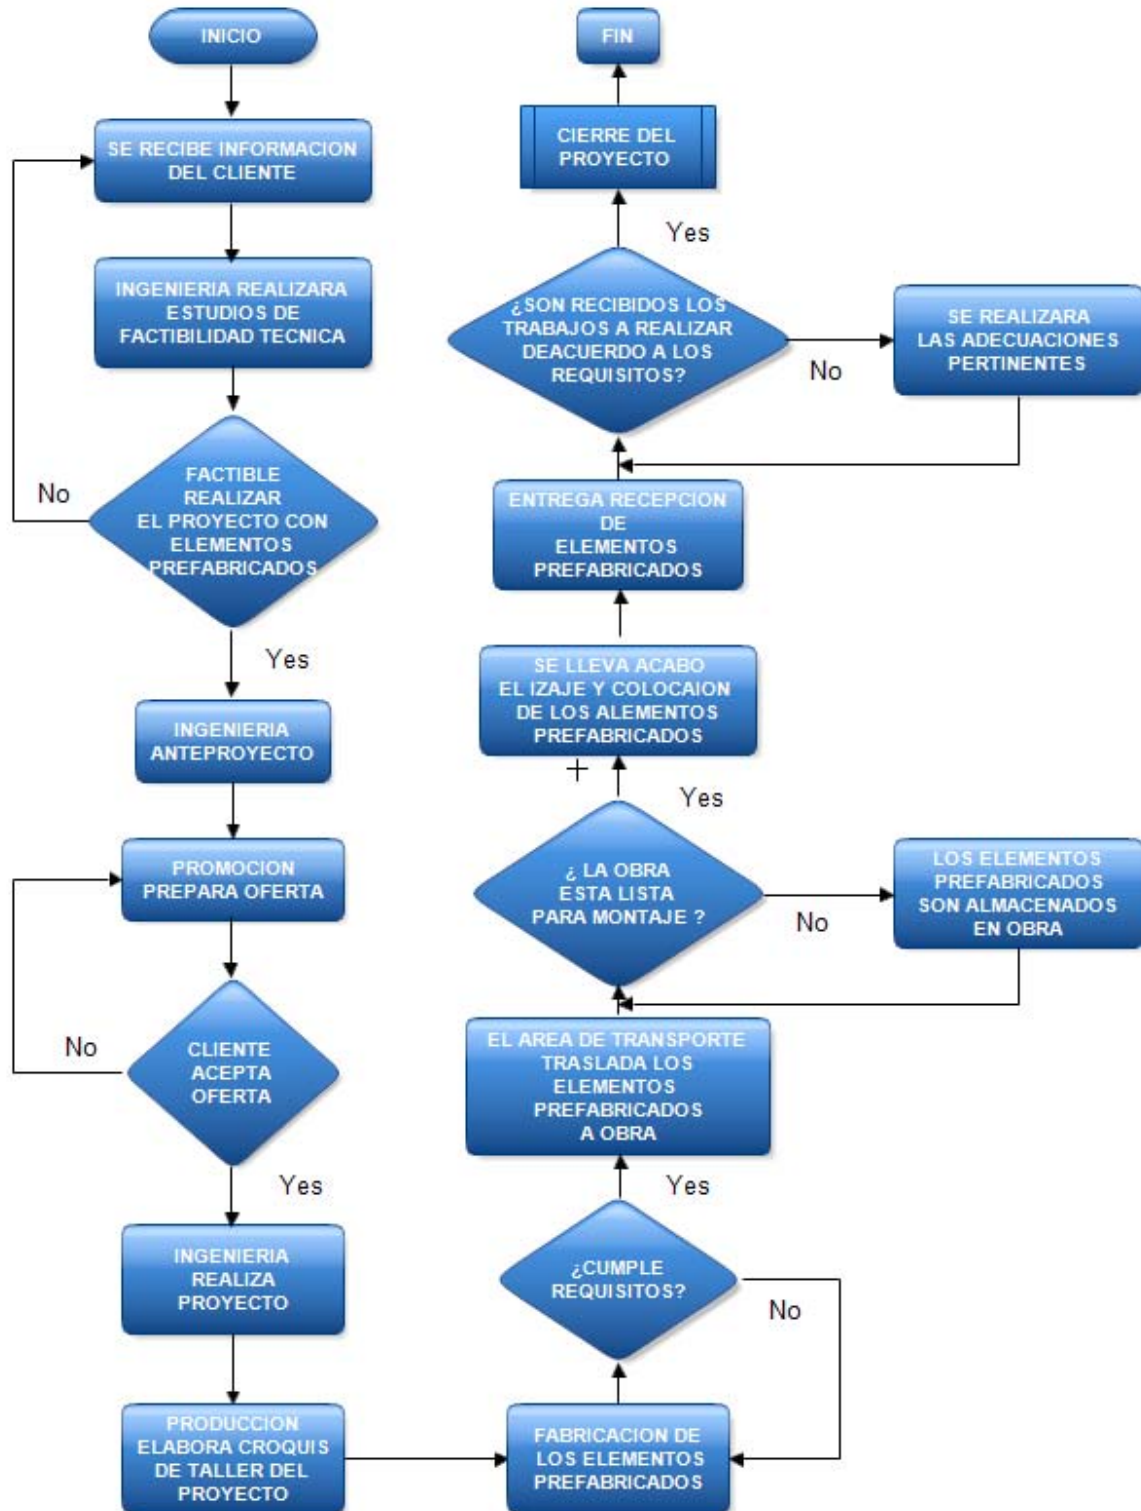 INICIO
SE RECIBE INFORMACION
DEL CLIENTE
INGENIERIA REALIZARA
ESTUDIOS DE
FACTIBILIDAD TECNICA
FACTIBLE
REALIZAR
EL PROYECTO CON
ELEMENTOS
PREFABRICADOS
No
Yes
INGENIERIA
ANTEPROYECTO
PROMOCION
PREPARA OFERTA
CLIENTE
ACEPTA
OFERTA
No
Yes
INGENIERIA
REALIZA
PROYECTO
PRODUCCION
ELABORA CROQUIS
DE TALLER DEL
PROYECTO
FABRICACION DE
LOS ELEMENTOS
PREFABRICADOS
¿CUMPLE
REQUISITOS?
No
Yes
EL AREA DE TRANSPORTE
TRASLADA LOS
ELEMENTOS
PREFABRICADOS
A OBRA
¿ LA OBRA
ESTA LISTA
PARA MONTAJE ?
No
LOS ELEMENTOS
PREFABRICADOS
SON ALMACENADOS
EN OBRA
Yes
SE LLEVA ACABO
EL IZAJE Y COLOCAION
DE LOS ALEMENTOS
PREFABRICADOS
ENTREGA RECEPCION
DE
ELEMENTOS
PREFABRICADOS
¿SON RECIBIDOS LOS
TRABAJOS A REALIZAR
DEACUERDO A LOS
REQUISITOS?
No
SE REALIZARA
LAS ADECUACIONES
PERTINENTES
Yes
CIERRE DEL
PROYECTO
FIN